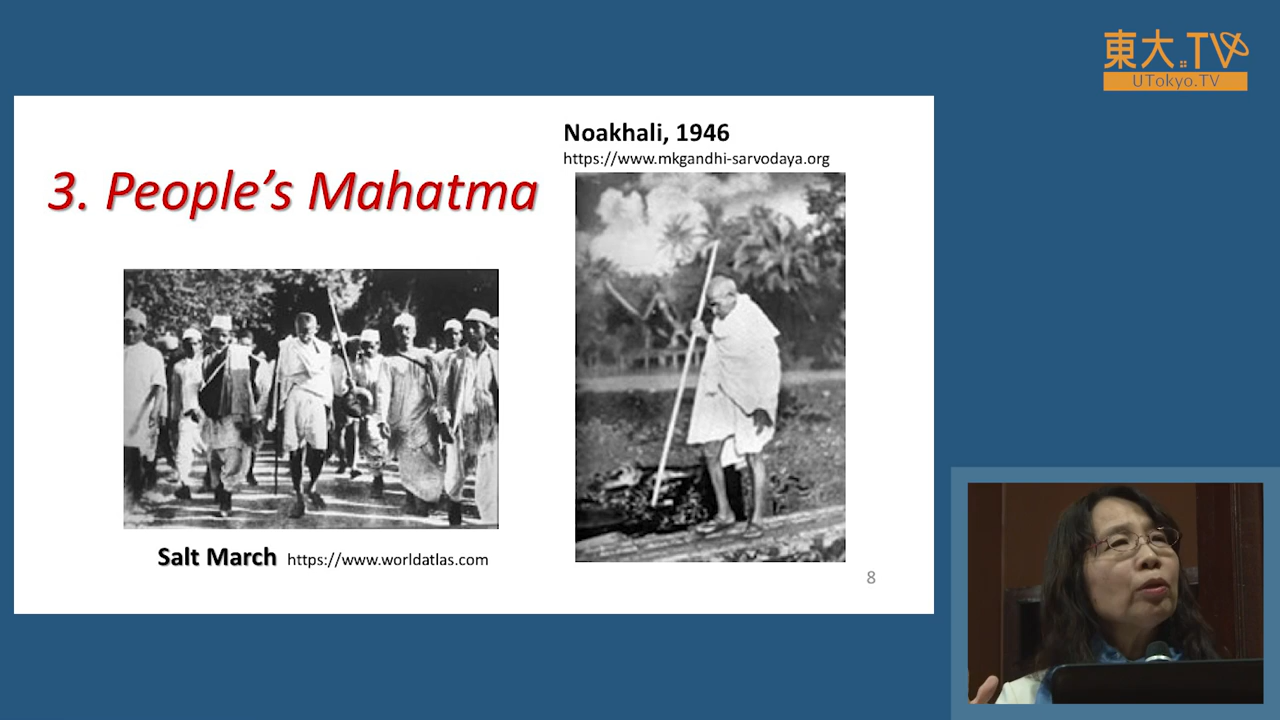 東大.TV
UTokyo.TV
Noakhali, 1946
https://www.mkgandhi-sarvodaya.org
3. People's Mahatma
Salt March https://www.worldatlas.com
8